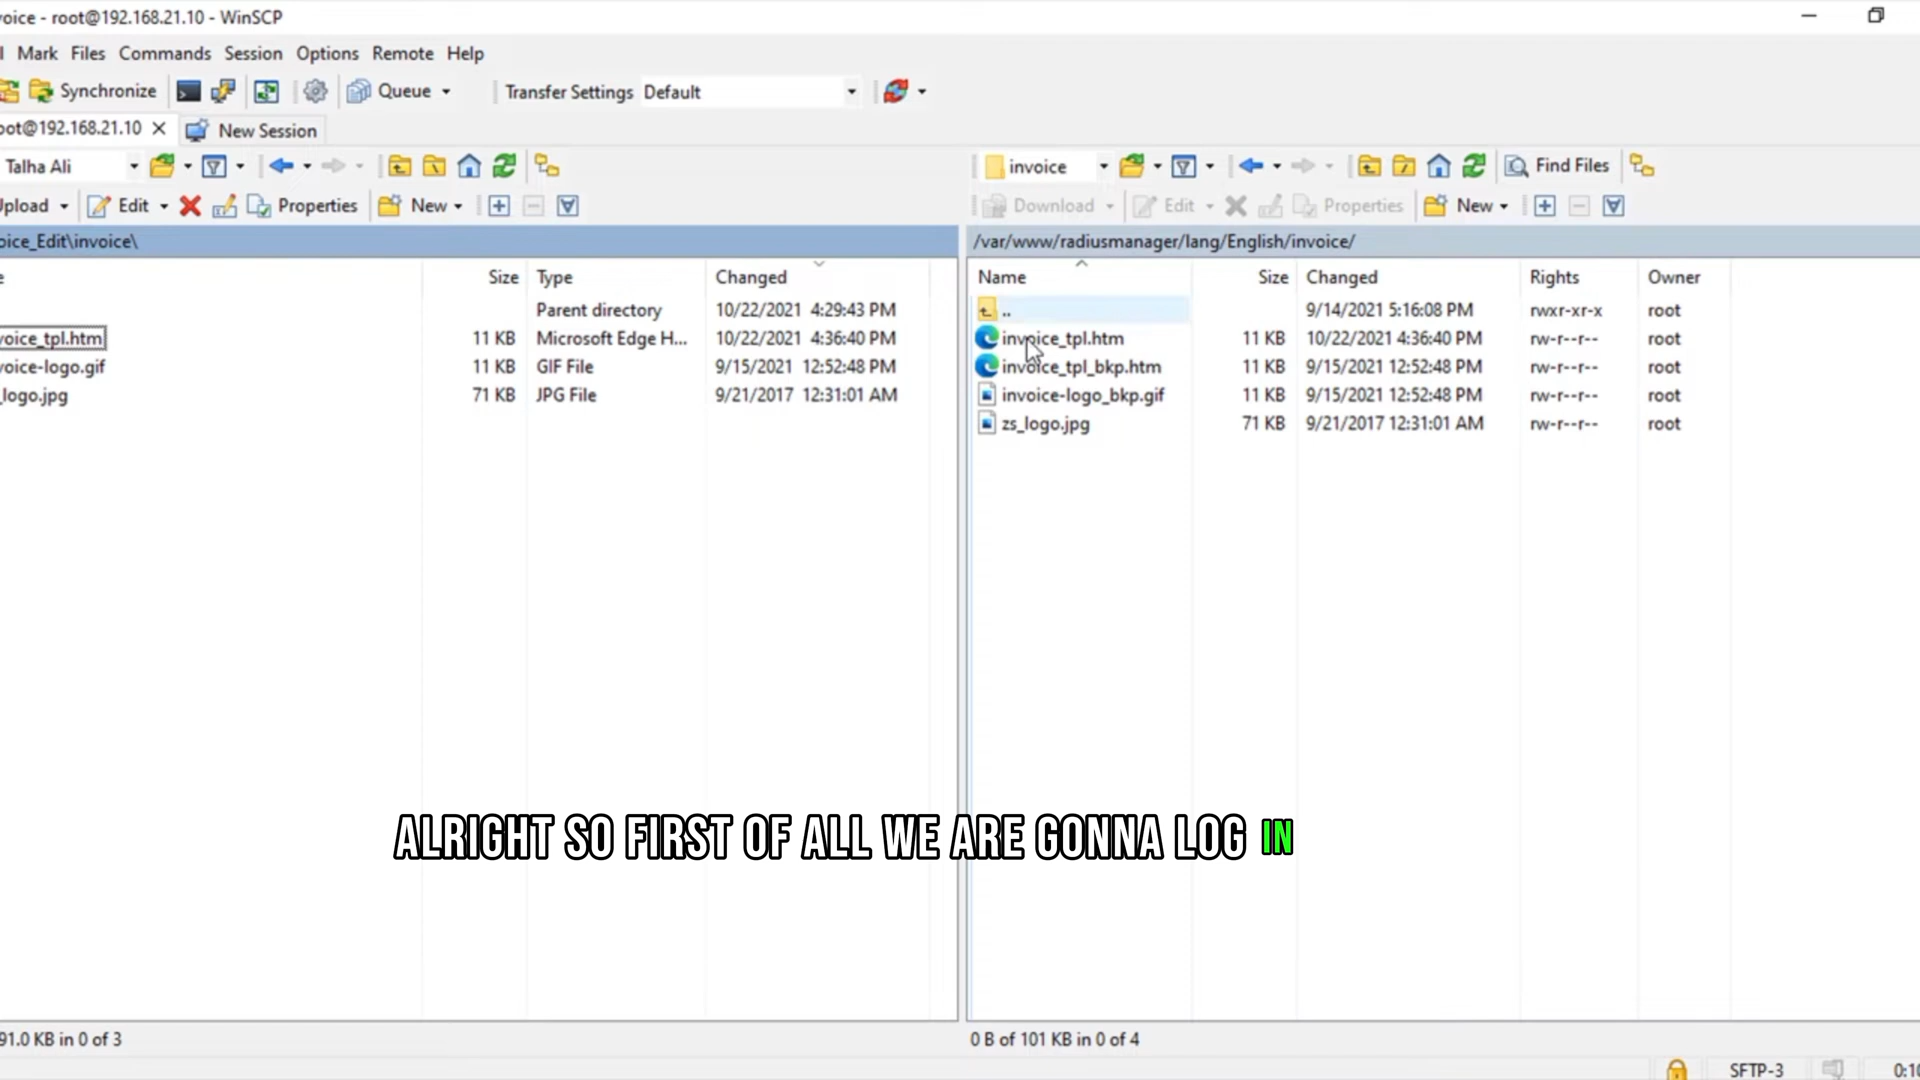 voice - root@192.168.21.10 - WinSCP
l Mark Files Commands Session Options Remote Help
Synchronize Queue Transfer Settings Default
oot@192.168.21.10 New Session
Talha Ali invoice Find Files
Upload Edit Properties New Download Edit Properties New
oice_Edit\invoice\ /var/www/radiusmanager/lang/English/invoice/
e Size Type Changed Name Size Changed Rights Owner
Parent directory 10/22/2021 4:29:43 PM .. 9/14/2021 5:16:08 PM rwxr-xr-x root
voice_tpl.htm 11 KB Microsoft Edge H... 10/22/2021 4:36:40 PM invoice_tpl.htm 11 KB 10/22/2021 4:36:40 PM rw-r--r-- root
voice-logo.gif 11 KB GIF File 9/15/2021 12:52:48 PM invoice_tpl_bkp.htm 11 KB 9/15/2021 12:52:48 PM rw-r--r-- root
_logo.jpg 71 KB JPG File 9/21/2017 12:31:01 AM invoice-logo_bkp.gif 11 KB 9/15/2021 12:52:48 PM rw-r--r-- root
zs_logo.jpg 71 KB 9/21/2017 12:31:01 AM rw-r--r-- root
ALRIGHT SO FIRST OF ALL WE ARE GONNA LOG IN
91.0 KB in 0 of 3 0 B of 101 KB in 0 of 4
SFTP-3 0:10